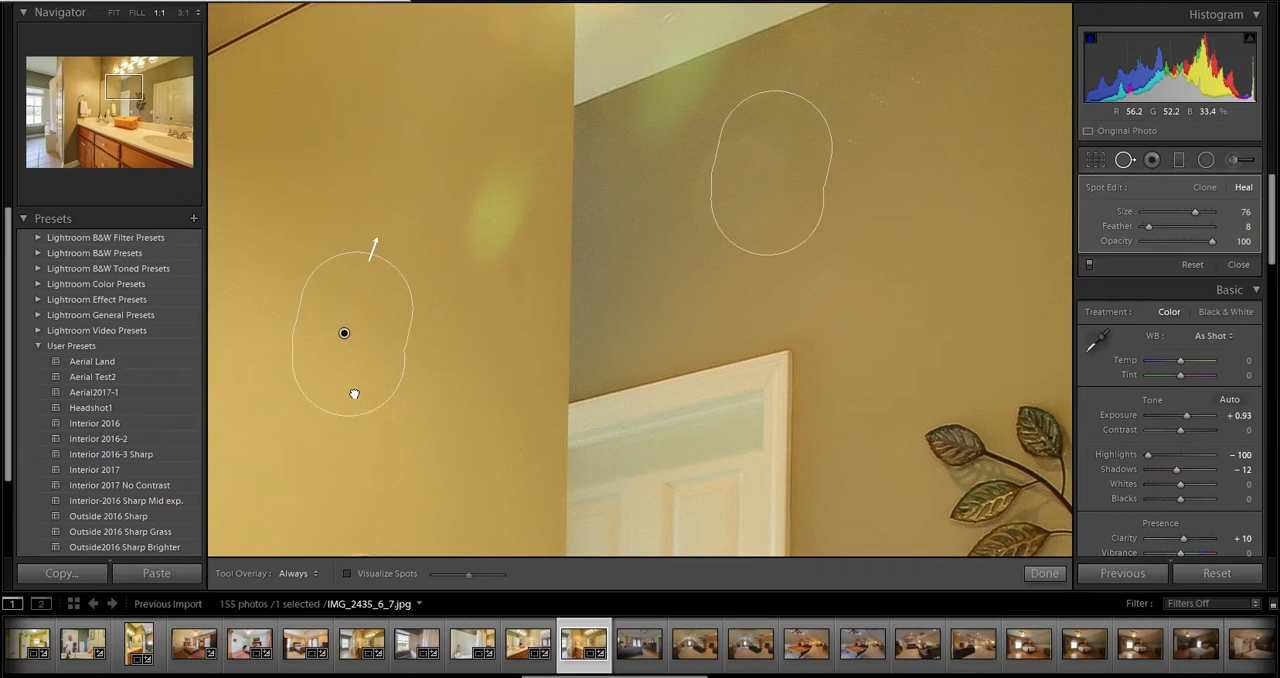 Navigator FIT FILL 1:1 3:1
Presets +
Lightroom B&W Filter Presets
Lightroom B&W Presets
Lightroom B&W Toned Presets
Lightroom Color Presets
Lightroom Effect Presets
Lightroom General Presets
Lightroom Video Presets
User Presets
Aerial Land
Aerial Test2
Aerial2017-1
Headshot1
Interior 2016
Interior 2016-2
Interior 2016-3 Sharp
Interior 2017
Interior 2017 No Contrast
Interior-2016 Sharp Mid exp.
Outside 2016 Sharp
Outside 2016 Sharp Grass
Outside2016 Sharp Brighter
Copy... Paste
Tool Overlay: Always Visualize Spots Done
Histogram
R 56.2 G 52.2 B 33.4 %
Original Photo
Spot Edit: Clone Heal
Size 76
Feather 8
Opacity 100
Reset Close
Basic
Treatment: Color Black & White
WB: As Shot
Temp 0
Tint 0
Tone Auto
Exposure + 0.93
Contrast 0
Highlights − 100
Shadows − 12
Whites 0
Blacks 0
Presence
Clarity + 10
Vibrance 0
Previous Reset
1 2 Previous Import 155 photos / 1 selected / IMG_2435_6_7.jpg Filter: Filters Off